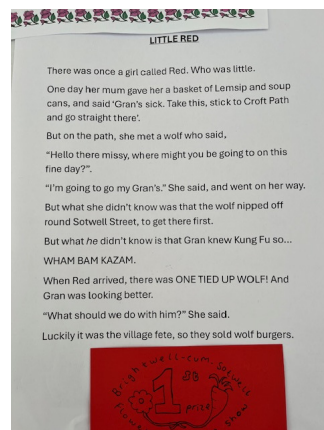 LITTLE RED
There was once a girl called Red. Who was little.
One day her mum gave her a basket of Lemsip and soup
cans, and said 'Gran's sick. Take this, stick to Croft Path
and go straight there'.
But on the path, she met a wolf who said,
"Hello there missy, where might you be going to on this
fine day?".
"I'm going to go my Gran's." She said, and went on her way.
But what she didn't know was that the wolf nipped off
round Sotwell Street, to get there first.
But what he didn't know is that Gran knew Kung Fu so...
WHAM BAM KAZAM.
When Red arrived, there was ONE TIED UP WOLF! And
Gran was looking better.
"What should we do with him?" She said.
Luckily it was the village fete, so they sold wolf burgers.
Brightwell-cum-Sotwell
1st
prize
show